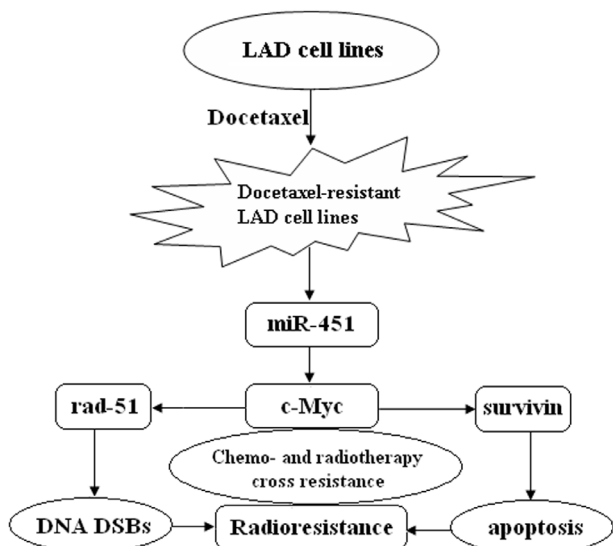 LAD cell lines
Docetaxel
Docetaxel-resistant
LAD cell lines
miR-451
rad-51
c-Myc
survivin
Chemo- and radiotherapy
cross resistance
DNA DSBs
Radioresistance
apoptosis